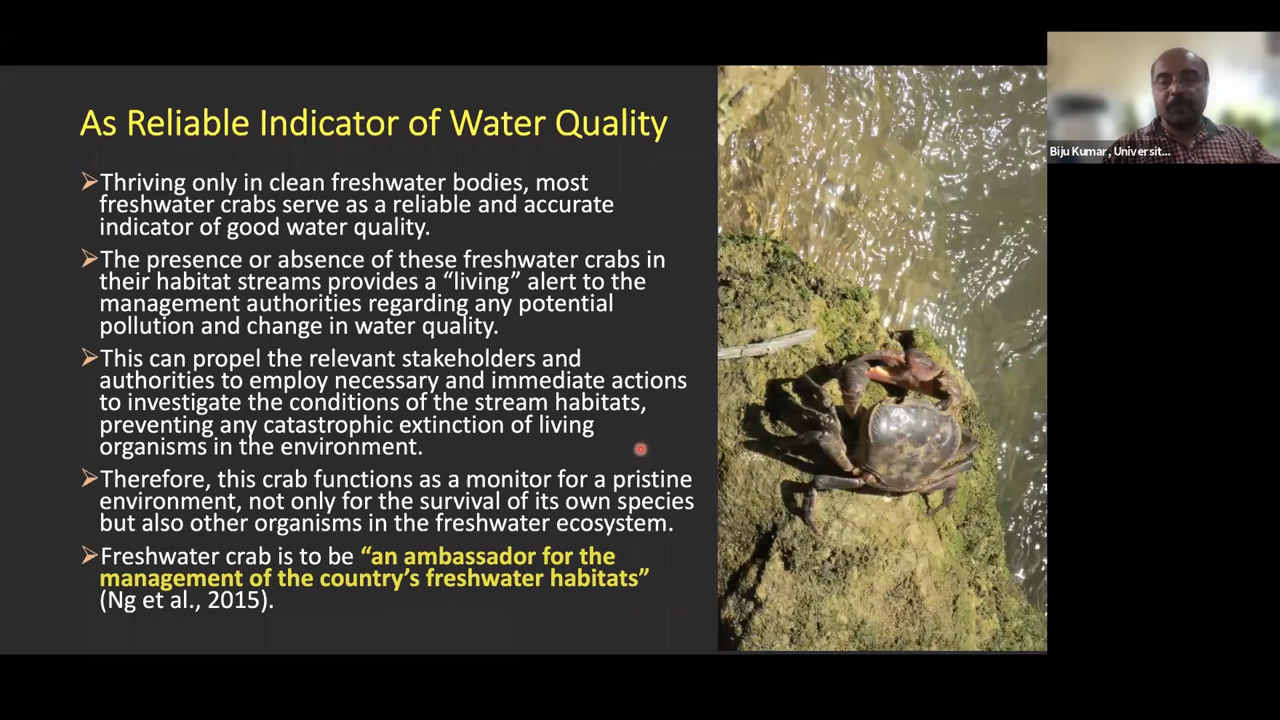 As Reliable Indicator of Water Quality
➢Thriving only in clean freshwater bodies, most
freshwater crabs serve as a reliable and accurate
indicator of good water quality.
➢The presence or absence of these freshwater crabs in
their habitat streams provides a “living” alert to the
management authorities regarding any potential
pollution and change in water quality.
➢This can propel the relevant stakeholders and
authorities to employ necessary and immediate actions
to investigate the conditions of the stream habitats,
preventing any catastrophic extinction of living
organisms in the environment.
➢Therefore, this crab functions as a monitor for a pristine
environment, not only for the survival of its own species
but also other organisms in the freshwater ecosystem.
➢Freshwater crab is to be “an ambassador for the
management of the country’s freshwater habitats”
(Ng et al., 2015).
Biju Kumar, Universit...